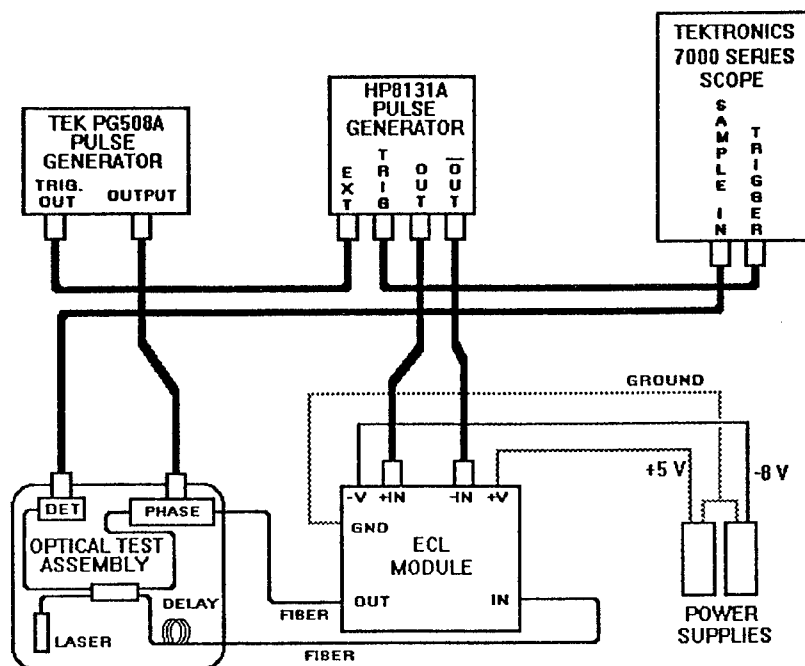 TEKTRONICS
7000 SERIES
SCOPE
SAMPLE IN
TRIGGER
HP8131A
PULSE
GENERATOR
EXT
TRIG
OUT
OUT
TEK PG508A
PULSE
GENERATOR
TRIG.
OUT
OUTPUT
GROUND
+5 V
-8 V
-V
+IN
-IN
+V
GND
ECL
MODULE
OUT
IN
DET
PHASE
OPTICAL TEST
ASSEMBLY
DELAY
LASER
FIBER
FIBER
POWER
SUPPLIES